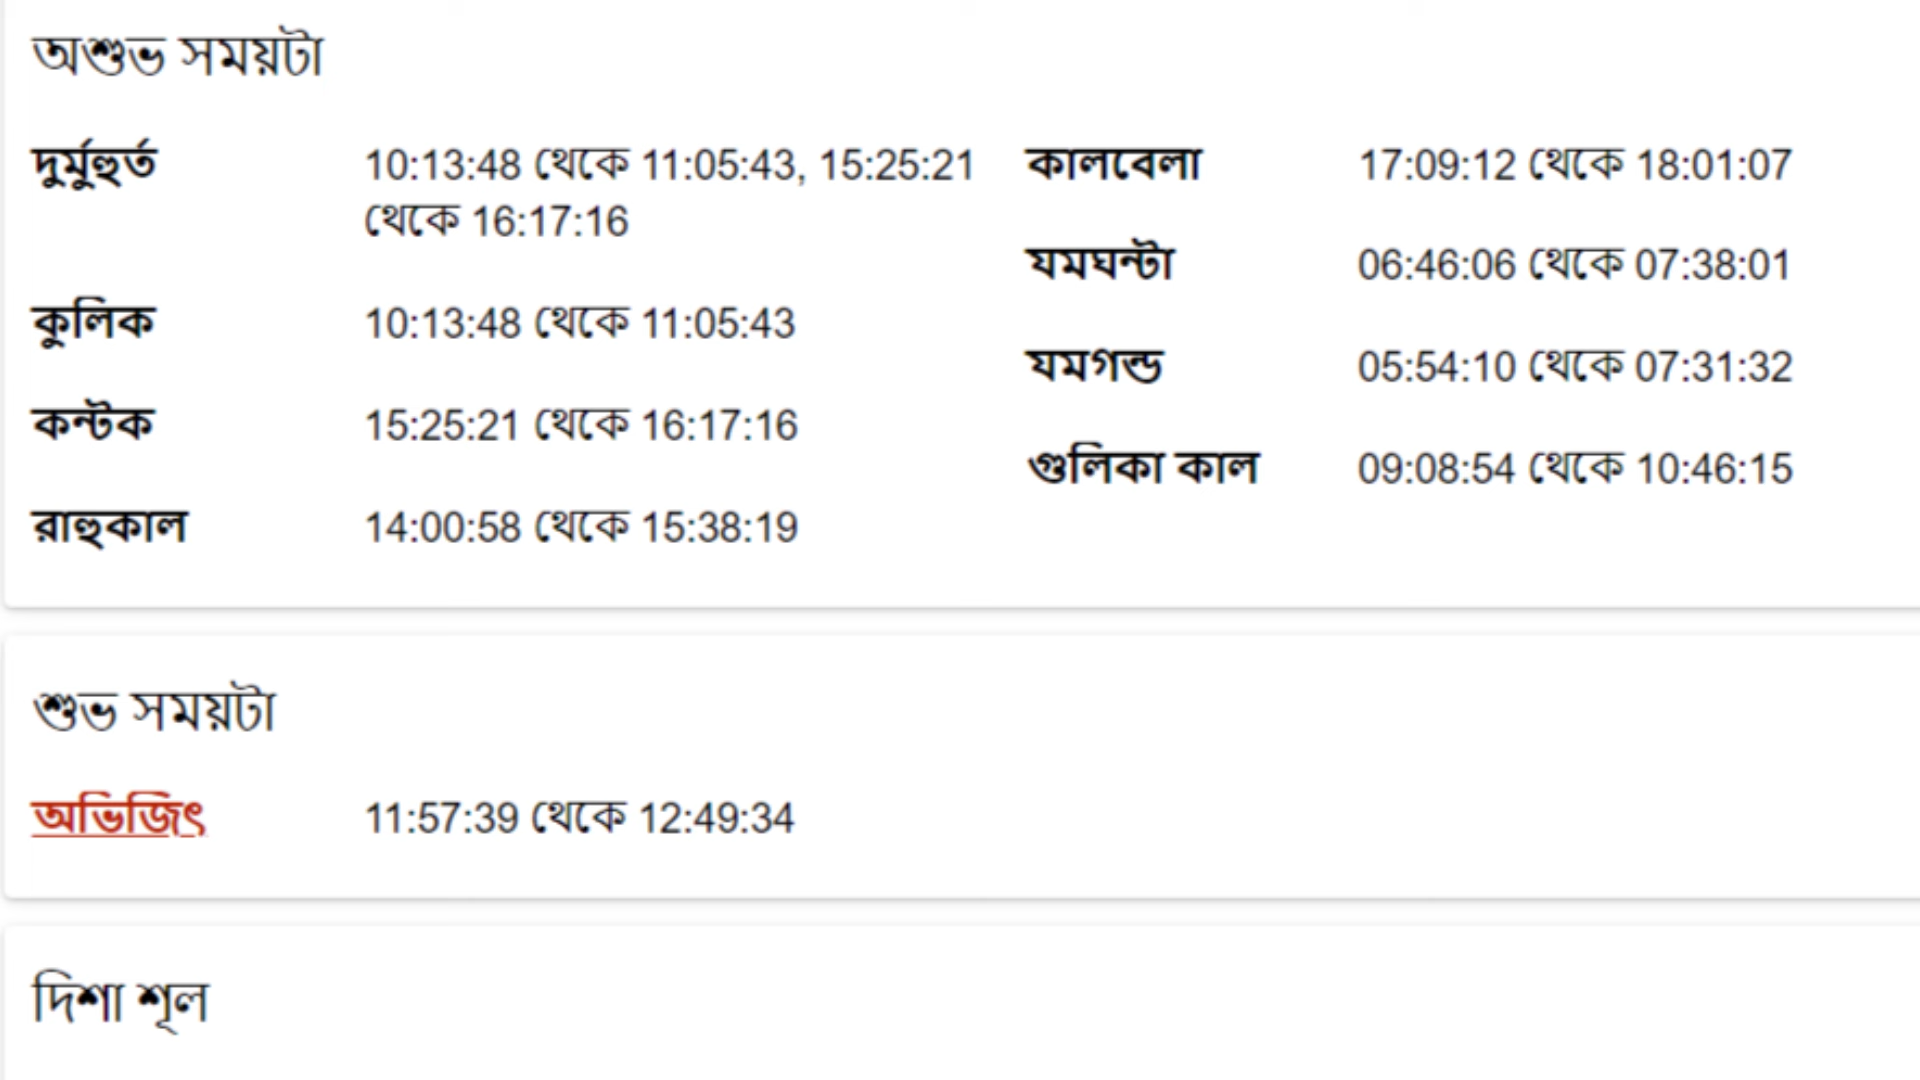 অশুভ সময়টা
দুর্মুহুর্ত 10:13:48 থেকে 11:05:43, 15:25:21
থেকে 16:17:16
কুলিক 10:13:48 থেকে 11:05:43
কন্টক 15:25:21 থেকে 16:17:16
রাহুকাল 14:00:58 থেকে 15:38:19
কালবেলা 17:09:12 থেকে 18:01:07
যমঘন্টা 06:46:06 থেকে 07:38:01
যমগন্ড 05:54:10 থেকে 07:31:32
গুলিকা কাল 09:08:54 থেকে 10:46:15
শুভ সময়টা
অভিজিৎ 11:57:39 থেকে 12:49:34
দিশা শূল